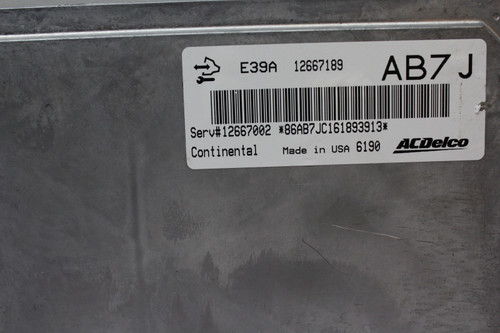 E39A 12667189 AB7J
Serv#12667002 *86AB7JC161893913*
Continental Made in USA 6190 ACDelco